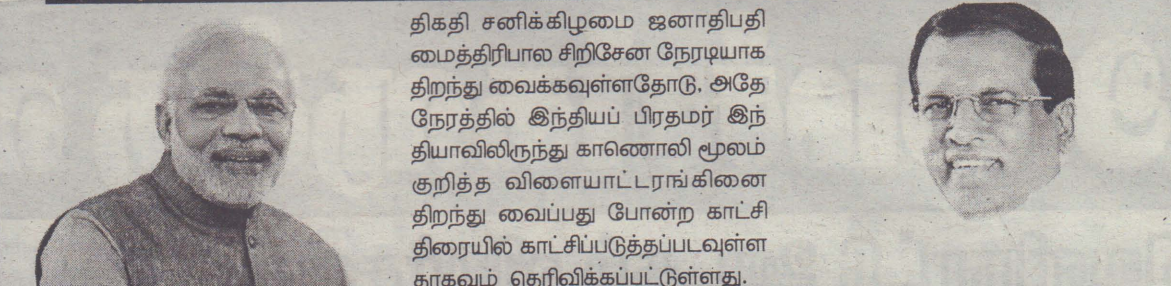 திகதி சனிக்கிழமை ஜனாதிபதி
மைத்திரிபால சிறிசேன நேரடியாக
திறந்து வைக்கவுள்ளதோடு. அதே
நேரத்தில் இந்தியப் பிரதமர் இந்
தியாவிலிருந்து காணொலி மூலம்
குறித்த விளையாட்டரங்கினை
திறந்து வைப்பது போன்ற காட்சி
திரையில் காட்சிப்படுத்தப்படவுள்ள
தாகவும் தெரிவிக்கப்பட்டுள்ளது.